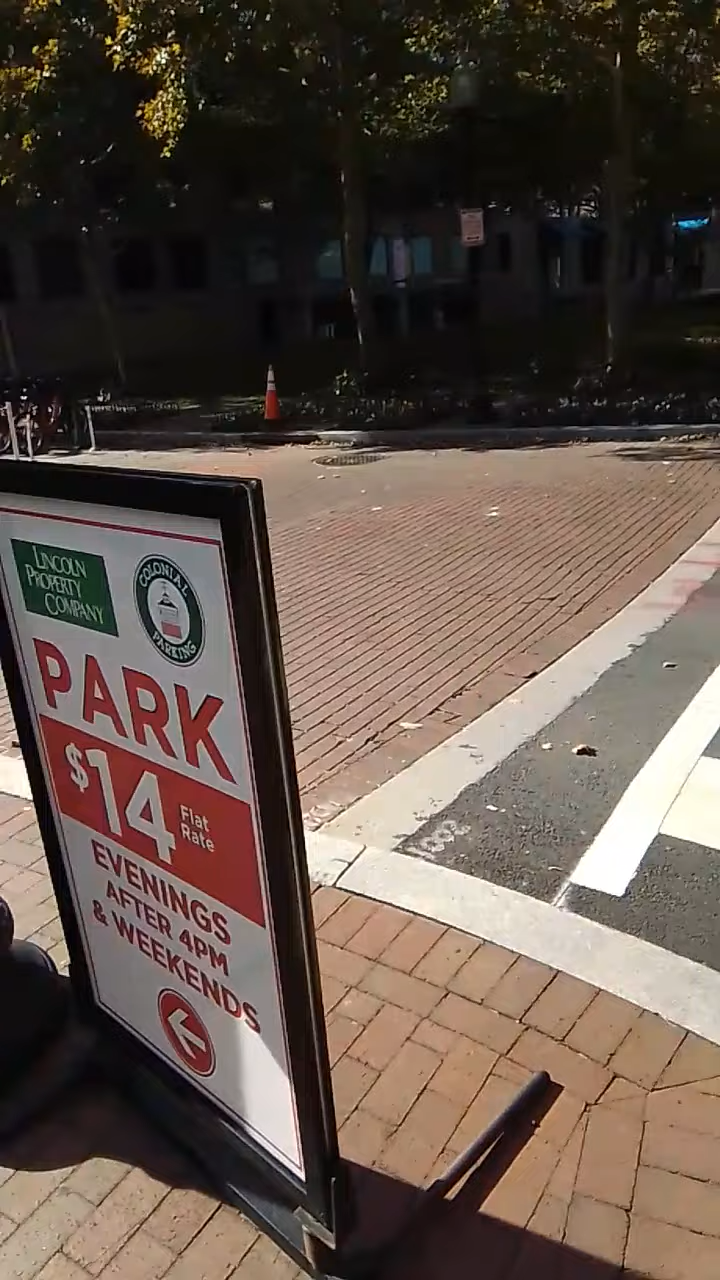 LINCOLN
PROPERTY
COMPANY
COLONIAL
PARKING
PARK
$14 Flat
Rate
EVENINGS
AFTER 4PM
& WEEKENDS